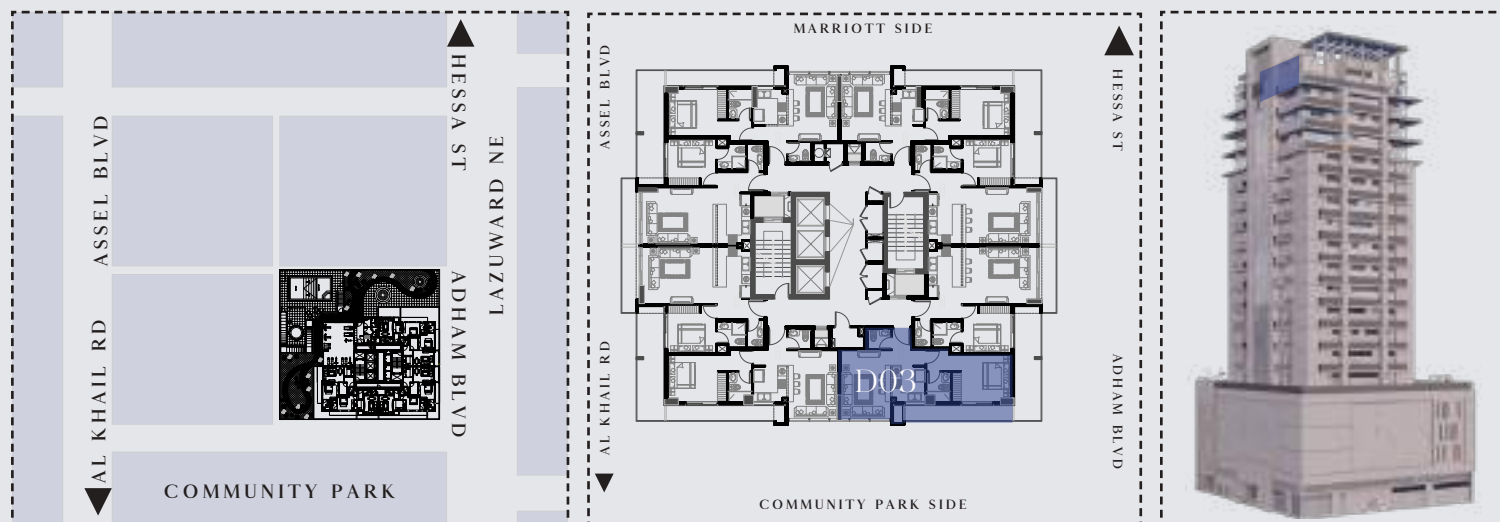 HESSA ST
ASSEL BLVD
LAZUWARD NE
ADHAM BLVD
AL KHAIL RD
COMMUNITY PARK
MARRIOTT SIDE
ASSEL BLVD
HESSA ST
D03
AL KHAIL RD
ADHAM BLVD
COMMUNITY PARK SIDE